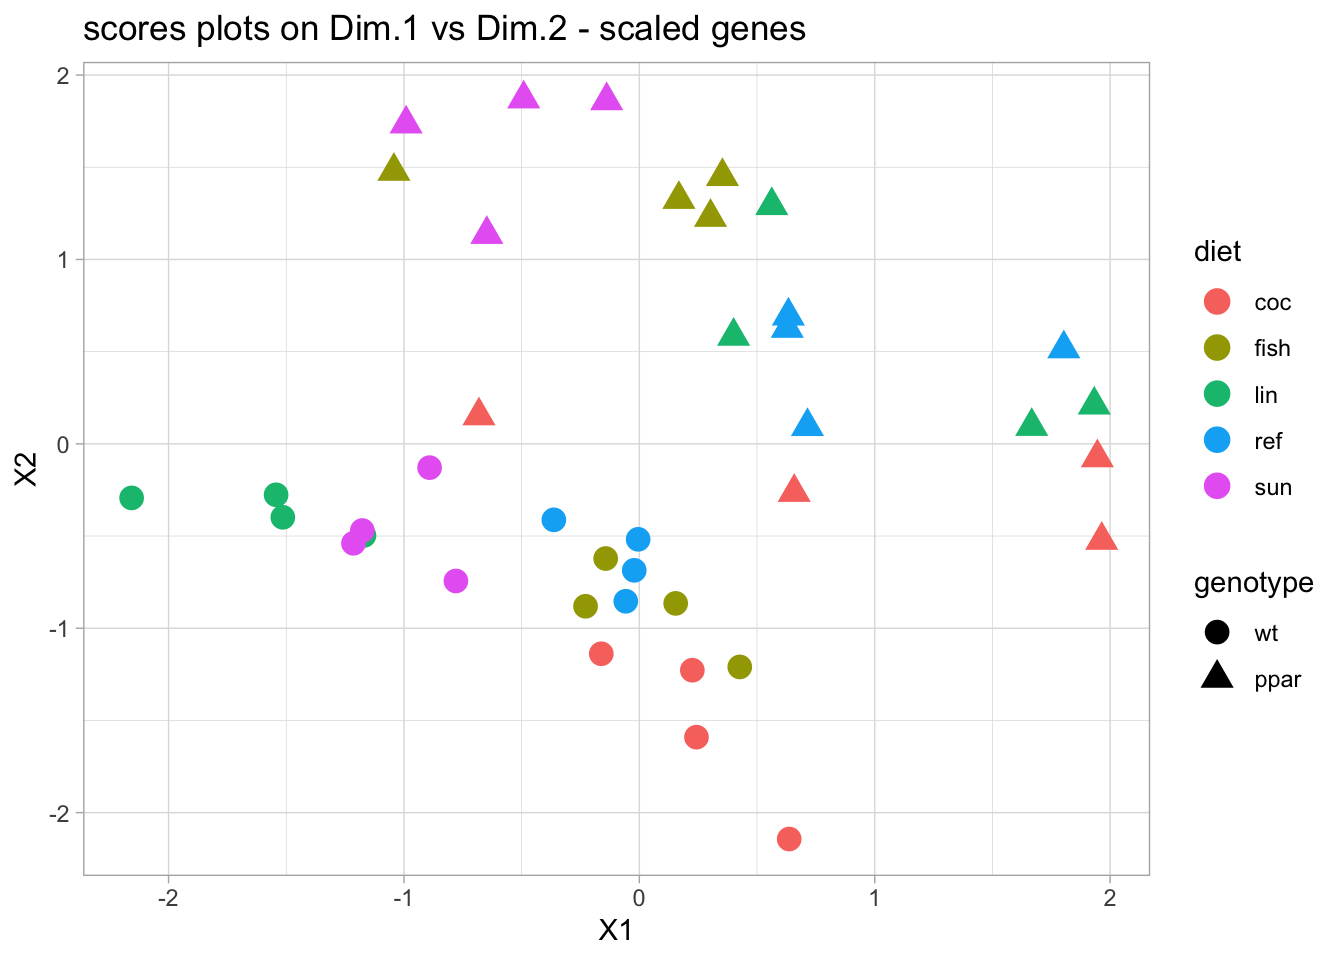 scores plots on Dim.1 vs Dim.2 - scaled genes
2
1
0
-1
-2
X2
-2
-1
0
1
2
X1
diet
coc
fish
lin
ref
sun
genotype
wt
ppar